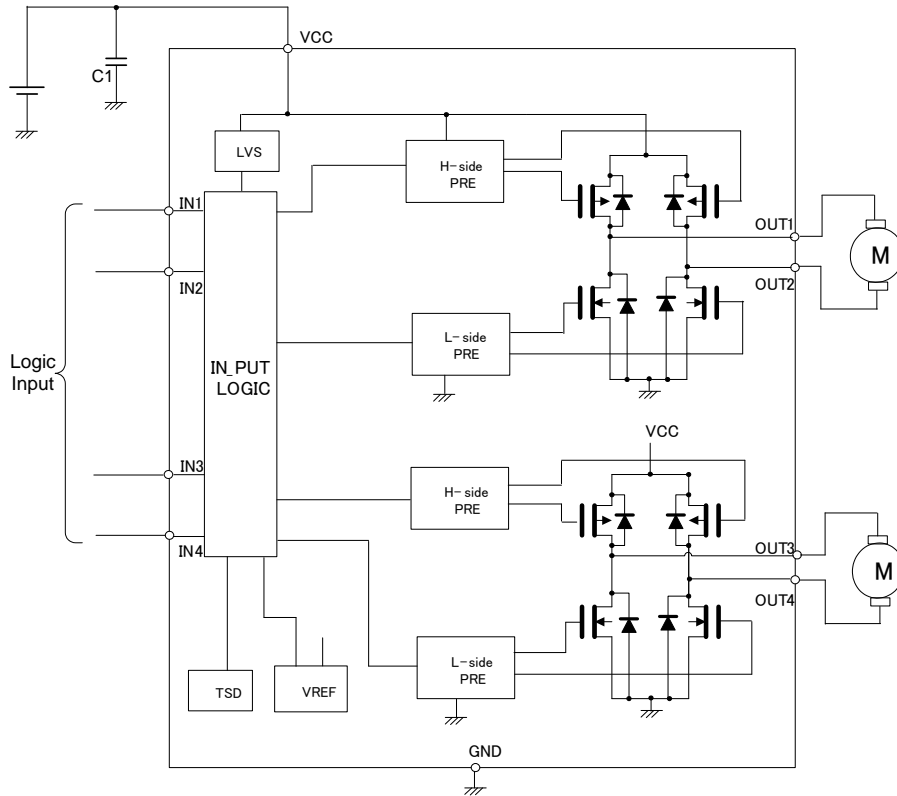 VCC
C1
LVS
H-side
PRE
IN1
OUT1
M
IN2
OUT2
L-side
PRE
Logic
Input
IN_PUT
LOGIC
VCC
IN3
H-side
PRE
IN4
OUT3
M
OUT4
L-side
PRE
TSD
VREF
GND